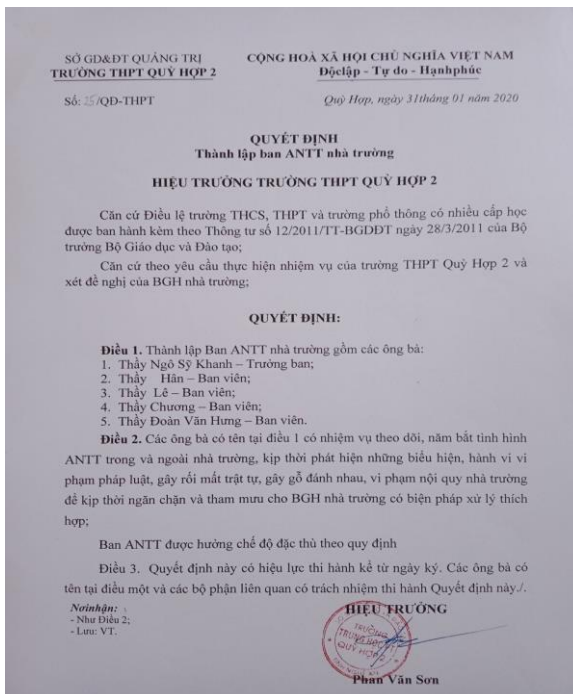 SỞ GD&ĐT QUẢNG TRỊ
TRƯỜNG THPT QUỲ HỢP 2
CỘNG HOÀ XÃ HỘI CHỦ NGHĨA VIỆT NAM
Độclập - Tự do - Hạnhphúc
Số: 25/QĐ-THPT
Quỳ Hợp, ngày 31tháng 01 năm 2020
QUYẾT ĐỊNH
Thành lập ban ANTT nhà trường
HIỆU TRƯỞNG TRƯỜNG THPT QUỲ HỢP 2
Căn cứ Điều lệ trường THCS, THPT và trường phổ thông có nhiều cấp học
được ban hành kèm theo Thông tư số 12/2011/TT-BGDĐT ngày 28/3/2011 của Bộ
trưởng Bộ Giáo dục và Đào tạo;
Căn cứ theo yêu cầu thực hiện nhiệm vụ của trường THPT Quỳ Hợp 2 và
xét đề nghị của BGH nhà trường;
QUYẾT ĐỊNH:
Điều 1. Thành lập Ban ANTT nhà trường gồm các ông bà:
1. Thầy Ngô Sỹ Khanh – Trưởng ban;
2. Thầy Hân – Ban viên;
3. Thầy Lê – Ban viên;
4. Thầy Chương – Ban viên;
5. Thầy Đoàn Văn Hưng – Ban viên.
Điều 2. Các ông bà có tên tại điều 1 có nhiệm vụ theo dõi, năm bắt tình hình
ANTT trong và ngoài nhà trường, kịp thời phát hiện những biểu hiện, hành vi vi
phạm pháp luật, gây rối mất trật tự, gây gổ đánh nhau, vi phạm nội quy nhà trường
để kịp thời ngăn chặn và tham mưu cho BGH nhà trường có biện pháp xử lý thích
hợp;
Ban ANTT được hưởng chế độ đặc thù theo quy định
Điều 3. Quyết định này có hiệu lực thi hành kể từ ngày ký. Các ông bà có
tên tại điều một và các bộ phận liên quan có trách nhiệm thi hành Quyết định này./.
Nơinhận:
- Như Điều 2;
- Lưu: VT.
HIỆU TRƯỞNG
TRƯỜNG
TRUNG HỌC
QUỲ HỢP 2
Phan Văn Sơn